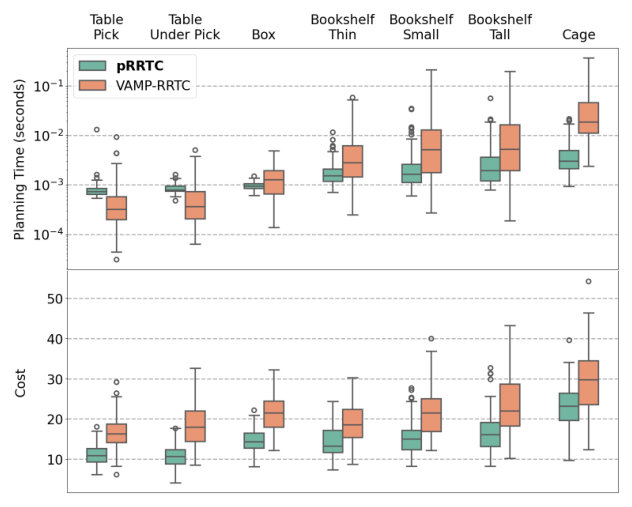 Table Pick
Table Under Pick
Box
Bookshelf Thin
Bookshelf Small
Bookshelf Tall
Cage
pRRTC
VAMP-RRTC
Planning Time (seconds)
10⁻¹
10⁻²
10⁻³
10⁻⁴
Cost
50
40
30
20
10